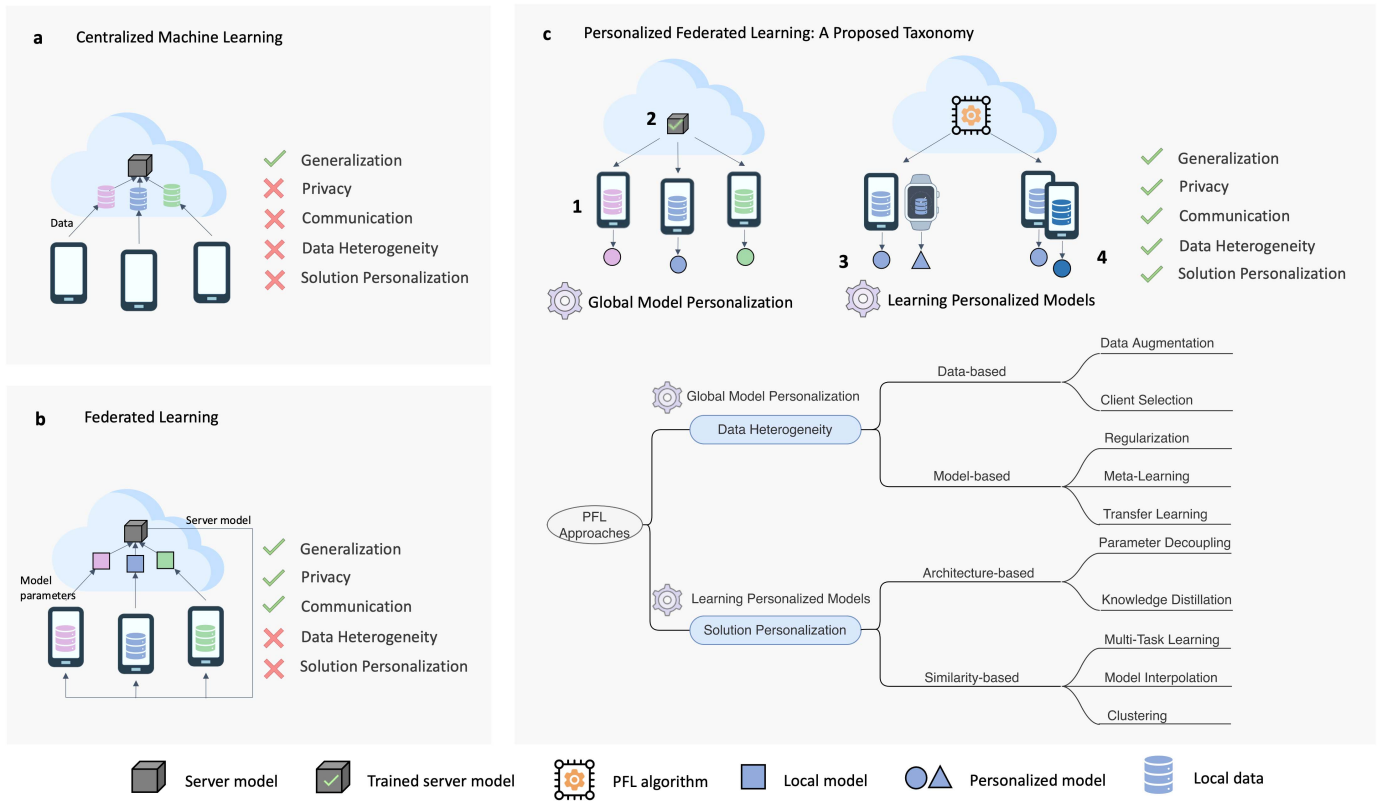 a Centralized Machine Learning
Data
Generalization
Privacy
Communication
Data Heterogeneity
Solution Personalization
b Federated Learning
Server model
Model
parameters
Generalization
Privacy
Communication
Data Heterogeneity
Solution Personalization
c Personalized Federated Learning: A Proposed Taxonomy
2
1
Global Model Personalization
3
4
Learning Personalized Models
Generalization
Privacy
Communication
Data Heterogeneity
Solution Personalization
PFL
Approaches
Global Model Personalization
Data Heterogeneity
Data-based
Data Augmentation
Client Selection
Model-based
Regularization
Meta-Learning
Transfer Learning
Learning Personalized Models
Solution Personalization
Architecture-based
Parameter Decoupling
Knowledge Distillation
Similarity-based
Multi-Task Learning
Model Interpolation
Clustering
Server model
Trained server model
PFL algorithm
Local model
Personalized model
Local data